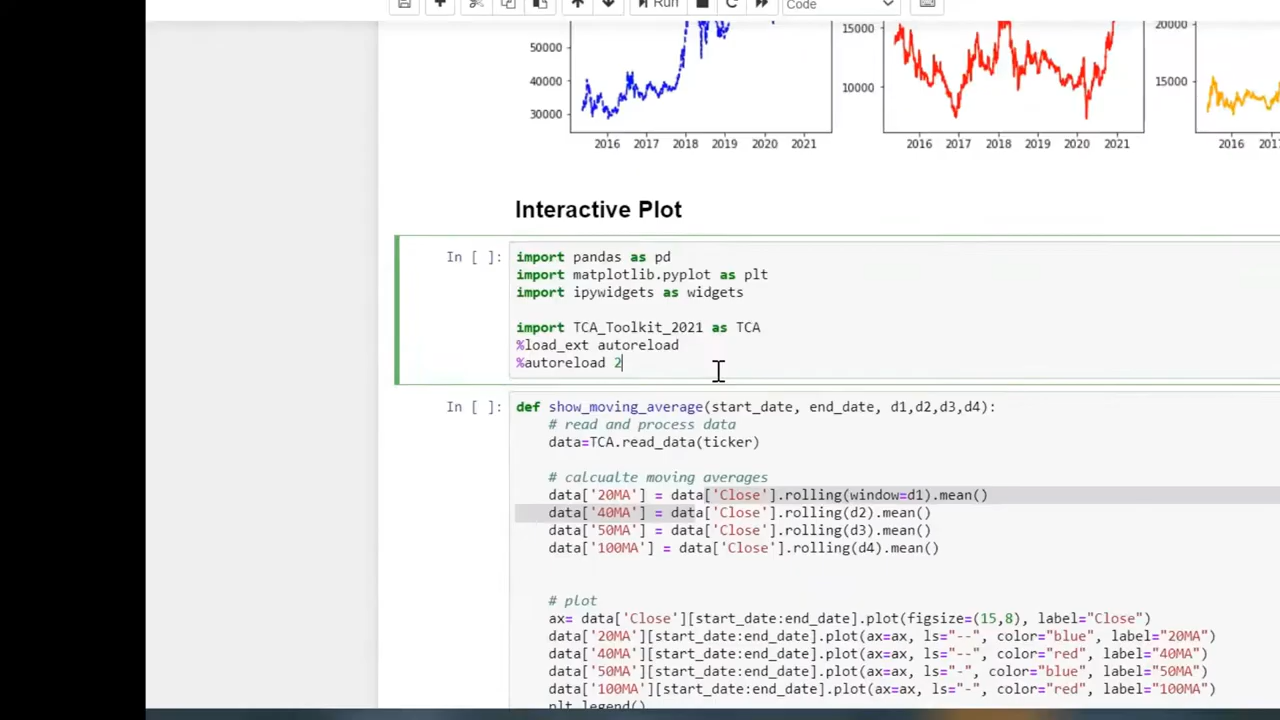 Run
Code
50000
40000
30000
2016 2017 2018 2019 2020 2021
15000
10000
2016 2017 2018 2019 2020 2021
20000
15000
2016
Interactive Plot
In [ ]:
import pandas as pd
import matplotlib.pyplot as plt
import ipywidgets as widgets
import TCA_Toolkit_2021 as TCA
%load_ext autoreload
%autoreload 2
In [ ]:
def show_moving_average(start_date, end_date, d1,d2,d3,d4):
# read and process data
data=TCA.read_data(ticker)
# calcualte moving averages
data['20MA'] = data['Close'].rolling(window=d1).mean()
data['40MA'] = data['Close'].rolling(d2).mean()
data['50MA'] = data['Close'].rolling(d3).mean()
data['100MA'] = data['Close'].rolling(d4).mean()
# plot
ax= data['Close'][start_date:end_date].plot(figsize=(15,8), label="Close")
data['20MA'][start_date:end_date].plot(ax=ax, ls="--", color="blue", label="20MA")
data['40MA'][start_date:end_date].plot(ax=ax, ls="--", color="red", label="40MA")
data['50MA'][start_date:end_date].plot(ax=ax, ls="-", color="blue", label="50MA")
data['100MA'][start_date:end_date].plot(ax=ax, ls="-", color="red", label="100MA")
plt.legend()